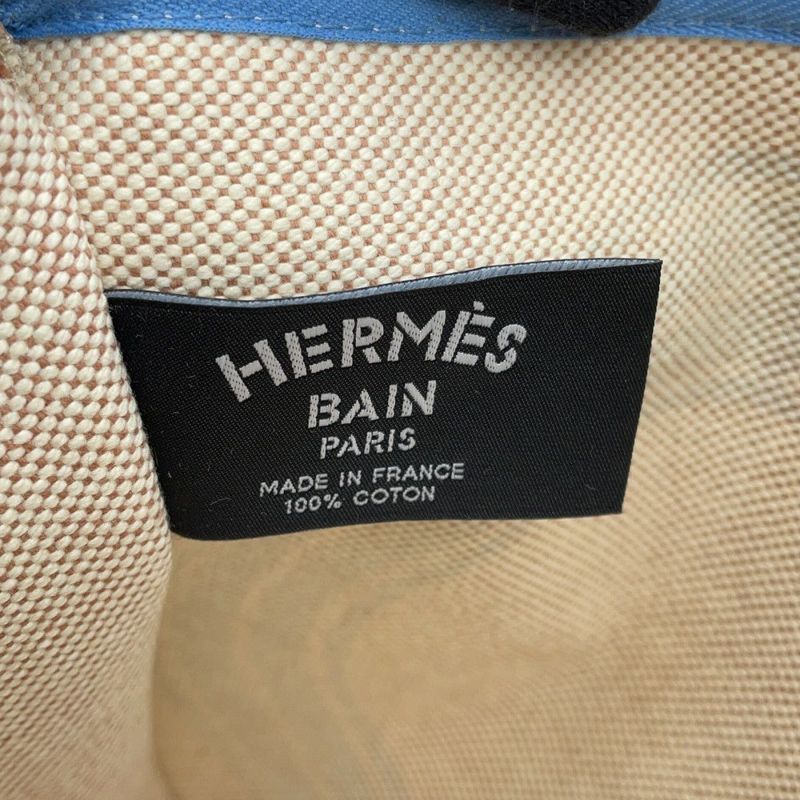 HERMÈS
BAIN
PARIS
MADE IN FRANCE
100% COTON